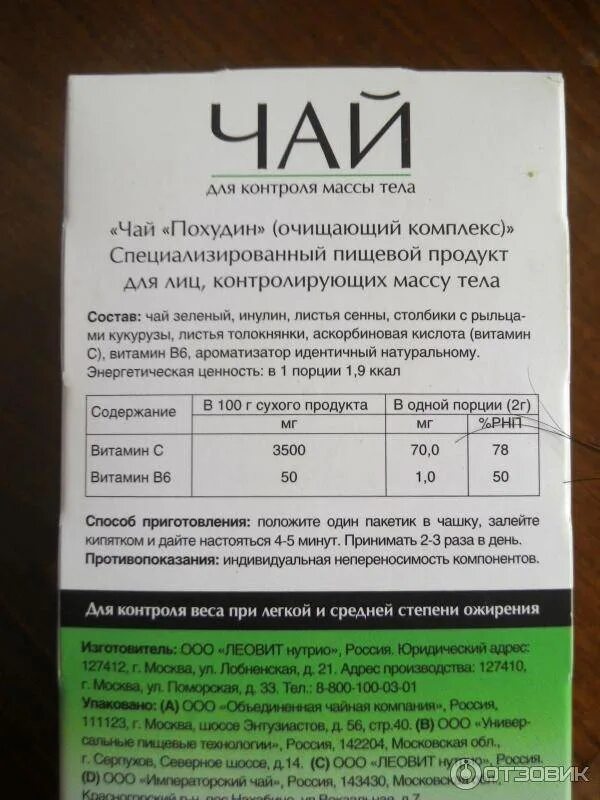 ЧАЙ
для контроля массы тела
«Чай «Похудин» (очищающий комплекс)»
Специализированный пищевой продукт
для лиц, контролирующих массу тела
Состав: чай зеленый, инулин, листья сенны, столбики с рыльца-
ми кукурузы, листья толокнянки, аскорбиновая кислота (витамин
С), витамин В6, ароматизатор идентичный натуральному.
Энергетическая ценность: в 1 порции 1,9 ккал
Содержание В 100 г сухого продукта В одной порции (2г)
мг мг %РНП
Витамин С 3500 70,0 78
Витамин В6 50 1,0 50
Способ приготовления: положите один пакетик в чашку, залейте
кипятком и дайте настояться 4-5 минут. Принимать 2-3 раза в день.
Противопоказания: индивидуальная непереносимость компонентов.
Для контроля веса при легкой и средней степени ожирения
Изготовитель: ООО «ЛЕОВИТ нутрио», Россия. Юридический адрес:
127412, г. Москва, ул. Лобненская, д. 21. Адрес производства: 127410,
г. Москва, ул. Поморская, д. 33. Тел.: 8-800-100-03-01
Упаковано: (А) ООО «Объединенная чайная компания», Россия,
111123, г. Москва, шоссе Энтузиастов, д. 56, стр.40. (В) ООО «Универ-
сальные пищевые технологии», Россия, 142204, Московская обл.,
г. Серпухов, Северное шоссе, д.14. (С) ООО «ЛЕОВИТ нутрио», Россия.
(D) ООО «Императорский чай», Россия, 143430, Московская обл.,
Красногорский р-н, пос.Нахабино, ул.Вокзальная, д.7
ОТЗОВИК